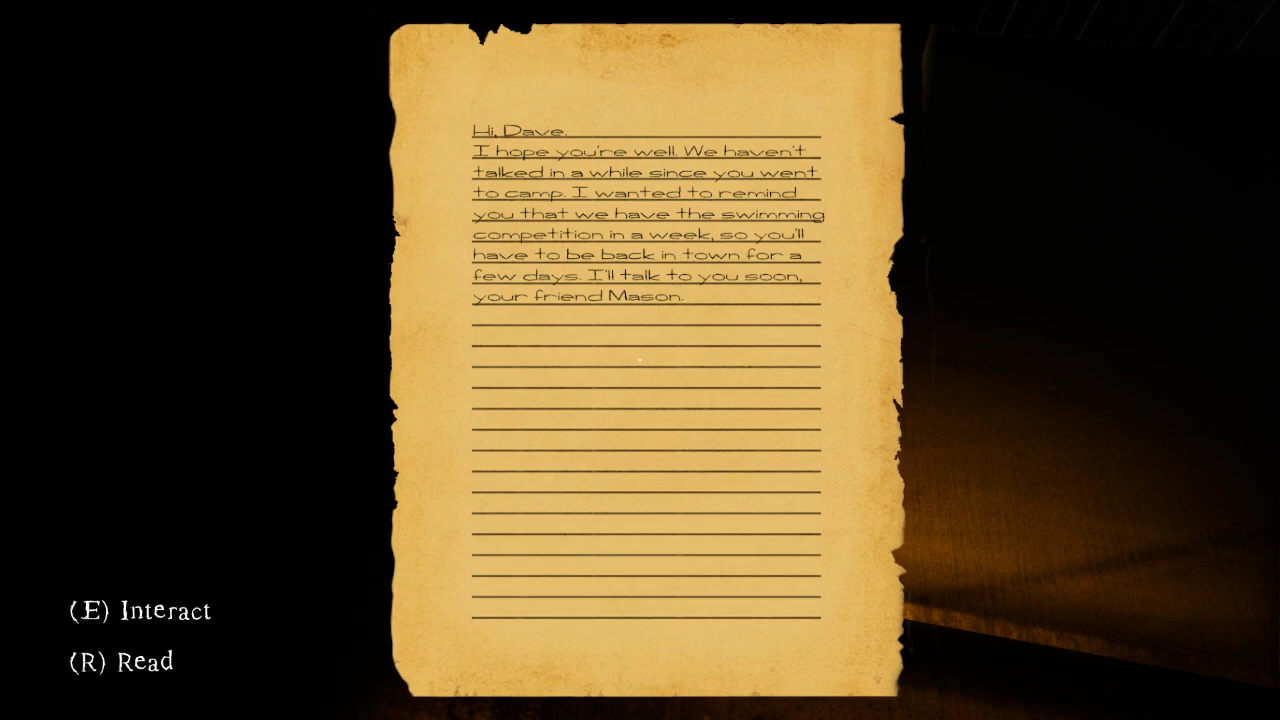 Hi, Dave.
I hope you're well. We haven't
talked in a while since you went
to camp. I wanted to remind
you that we have the swimming
competition in a week, so you'll
have to be back in town for a
few days. I'll talk to you soon,
your friend Mason.
(E) Interact
(R) Read